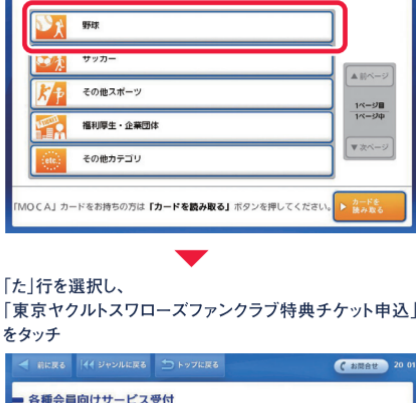 野球
サッカー
その他スポーツ
福利厚生・企業団体
etc.
その他カテゴリ
▲前ページ
1ページ目
1ページ中
▼次ページ
「MOCA」カードをお持ちの方は「カードを読み取る」ボタンを押してください。
カードを
読み取る
「た」行を選択し、
「東京ヤクルトスワローズファンクラブ特典チケット申込」
をタッチ
前に戻る
ジャンルに戻る
トップに戻る
お問合せ
20 01
各種会員向けサービス受付